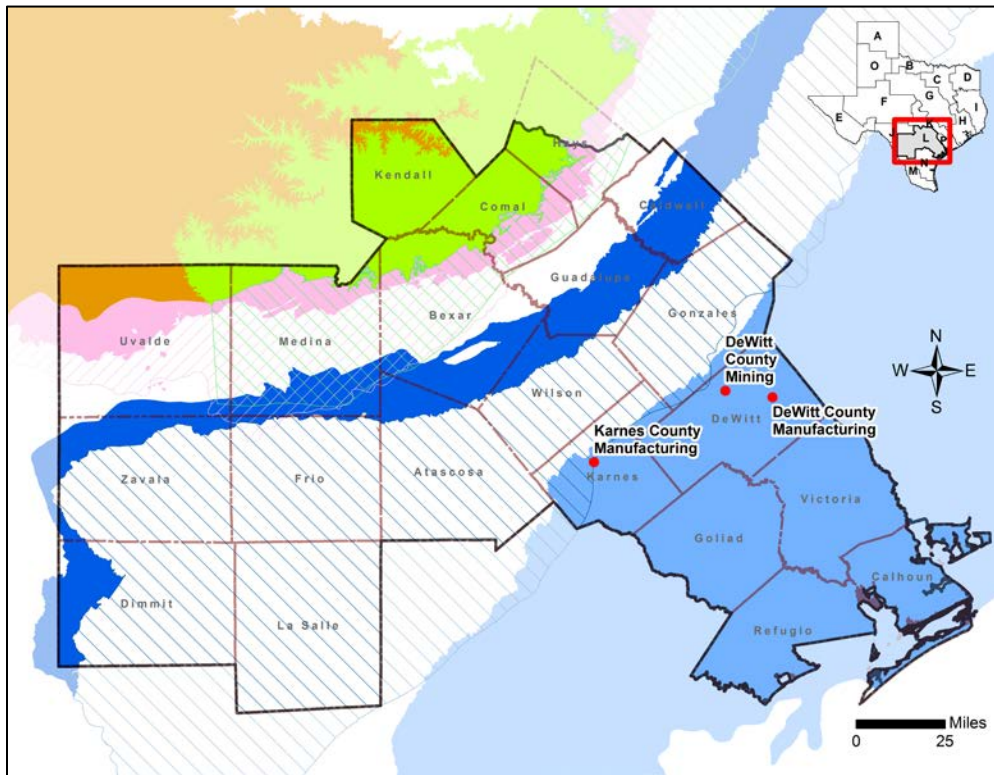 A
O
B
C
D
F
G
E
I
H
K
L
P
N
M
Hays
Kendall
Comal
Caldwell
Guadalupe
Uvalde
Medina
Bexar
Gonzales
DeWitt
County
Mining
N
W
E
S
Wilson
DeWitt
DeWitt County
Manufacturing
Karnes County
Manufacturing
Zavala
Frio
Atascosa
Karnes
Victoria
Goliad
Calhoun
Dimmit
La Salle
Refugio
Miles
0
25